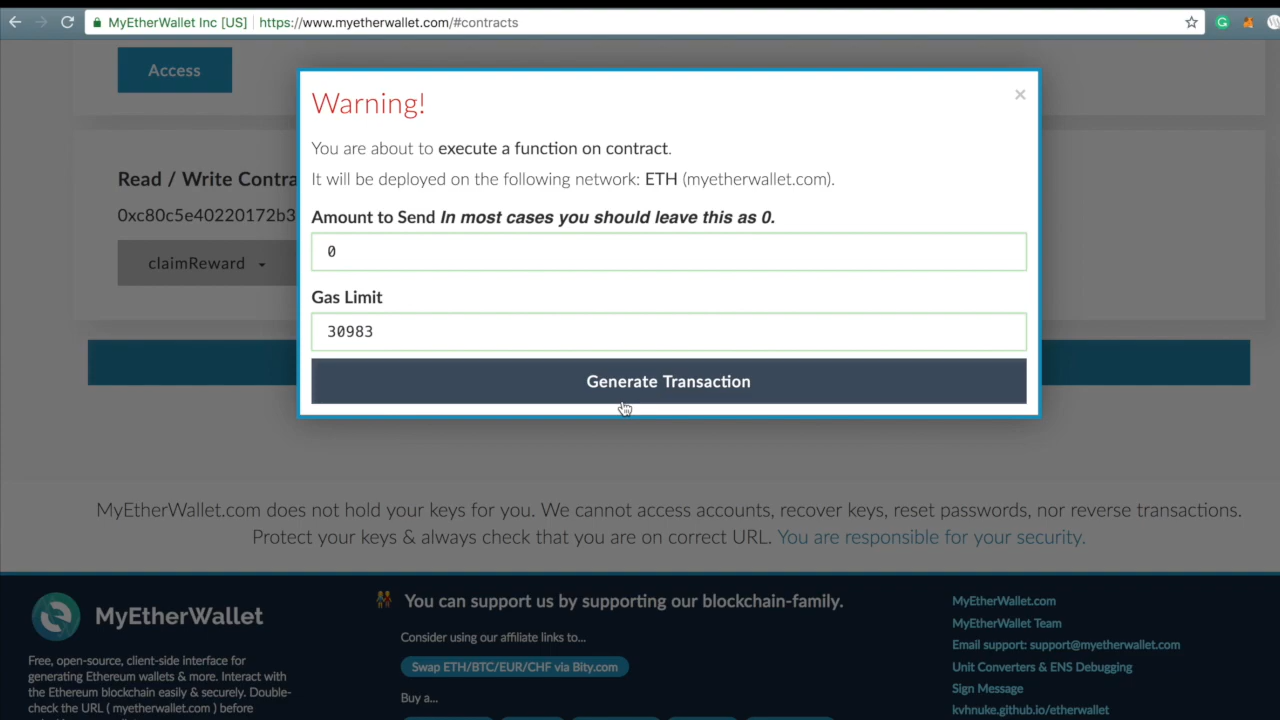 MyEtherWallet Inc [US] https://www.myetherwallet.com/#contracts
Access
Warning!
×
You are about to execute a function on contract.
It will be deployed on the following network: ETH (myetherwallet.com).
Read / Write Contra
0xc80c5e40220172b3
claimReward
Amount to Send In most cases you should leave this as 0.
0
Gas Limit
30983
Generate Transaction
MyEtherWallet.com does not hold your keys for you. We cannot access accounts, recover keys, reset passwords, nor reverse transactions.
Protect your keys & always check that you are on correct URL. You are responsible for your security.
MyEtherWallet
Free, open-source, client-side interface for
generating Ethereum wallets & more. Interact with
the Ethereum blockchain easily & securely. Double-
check the URL ( myetherwallet.com ) before
You can support us by supporting our blockchain-family.
Consider using our affiliate links to...
Swap ETH/BTC/EUR/CHF via Bity.com
Buy a...
MyEtherWallet.com
MyEtherWallet Team
Email support: support@myetherwallet.com
Unit Converters & ENS Debugging
Sign Message
kvhnuke.github.io/etherwallet